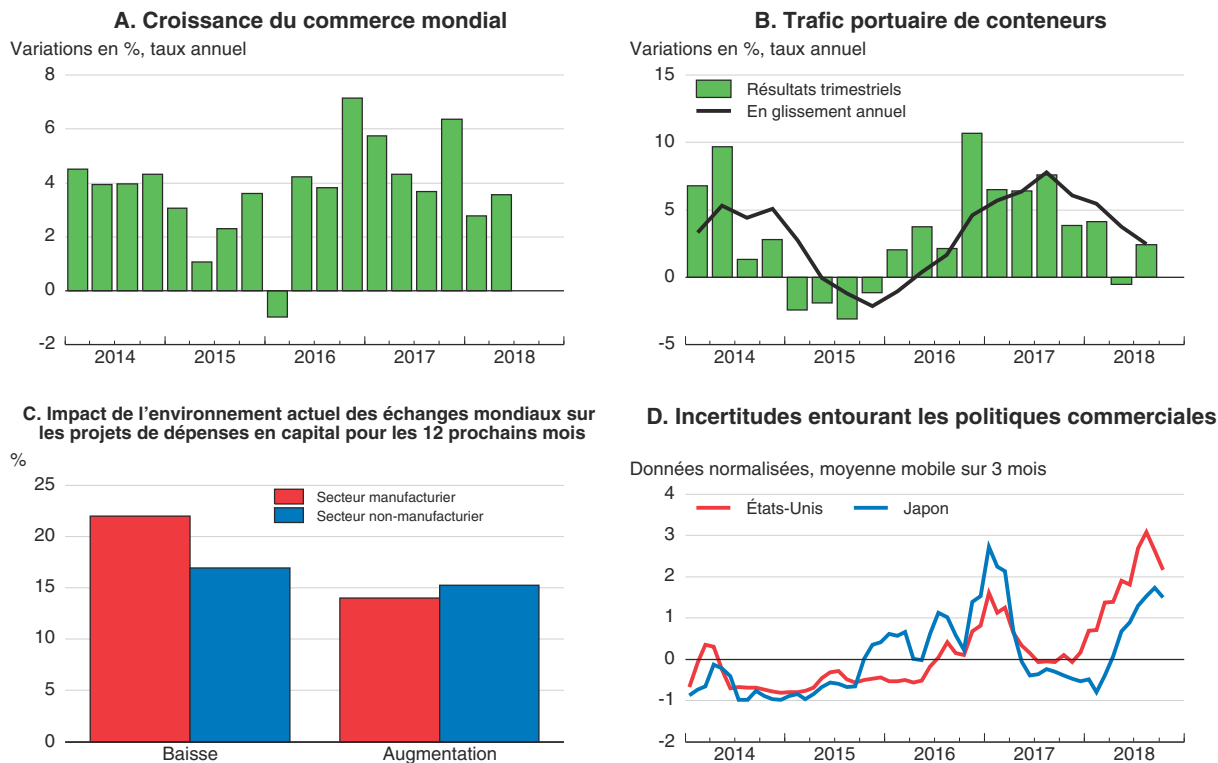 A. Croissance du commerce mondial
Variations en %, taux annuel
8
6
4
2
0
-2
2014 2015 2016 2017 2018
B. Trafic portuaire de conteneurs
Variations en %, taux annuel
15
10
5
0
-5
Résultats trimestriels
En glissement annuel
2014 2015 2016 2017 2018
C. Impact de l’environnement actuel des échanges mondiaux sur
les projets de dépenses en capital pour les 12 prochains mois
%
25
20
15
10
5
0
Secteur manufacturier
Secteur non-manufacturier
Baisse Augmentation
D. Incertitudes entourant les politiques commerciales
Données normalisées, moyenne mobile sur 3 mois
4
3
2
1
0
-1
-2
États-Unis Japon
2014 2015 2016 2017 2018